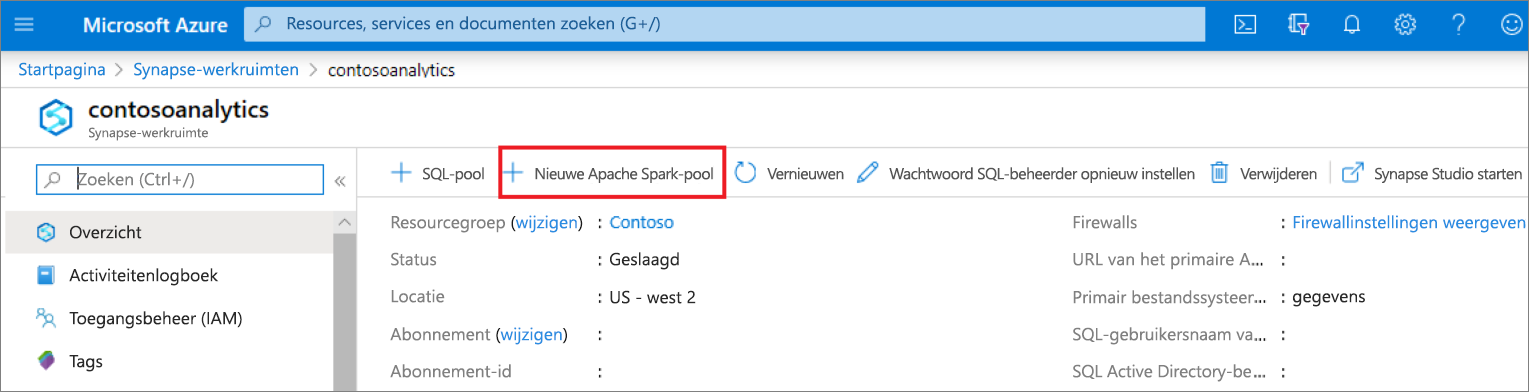 Microsoft Azure
Resources, services en documenten zoeken (G+/)
Startpagina > Synapse-werkruimten > contosoanalytics
contosoanalytics
Synapse-werkruimte
Zoeken (Ctrl+/)
«
+ SQL-pool
+ Nieuwe Apache Spark-pool
Vernieuwen
Wachtwoord SQL-beheerder opnieuw instellen
Verwijderen
Synapse Studio starten
Overzicht
Activiteitenlogboek
Toegangsbeheer (IAM)
Tags
Resourcegroep (wijzigen) : Contoso
Status : Geslaagd
Locatie : US - west 2
Abonnement (wijzigen) :
Abonnement-id :
Firewalls : Firewallinstellingen weergeven
URL van het primaire A... :
Primair bestandssysteer... : gegevens
SQL-gebruikersnaam va... :
SQL Active Directory-be... :